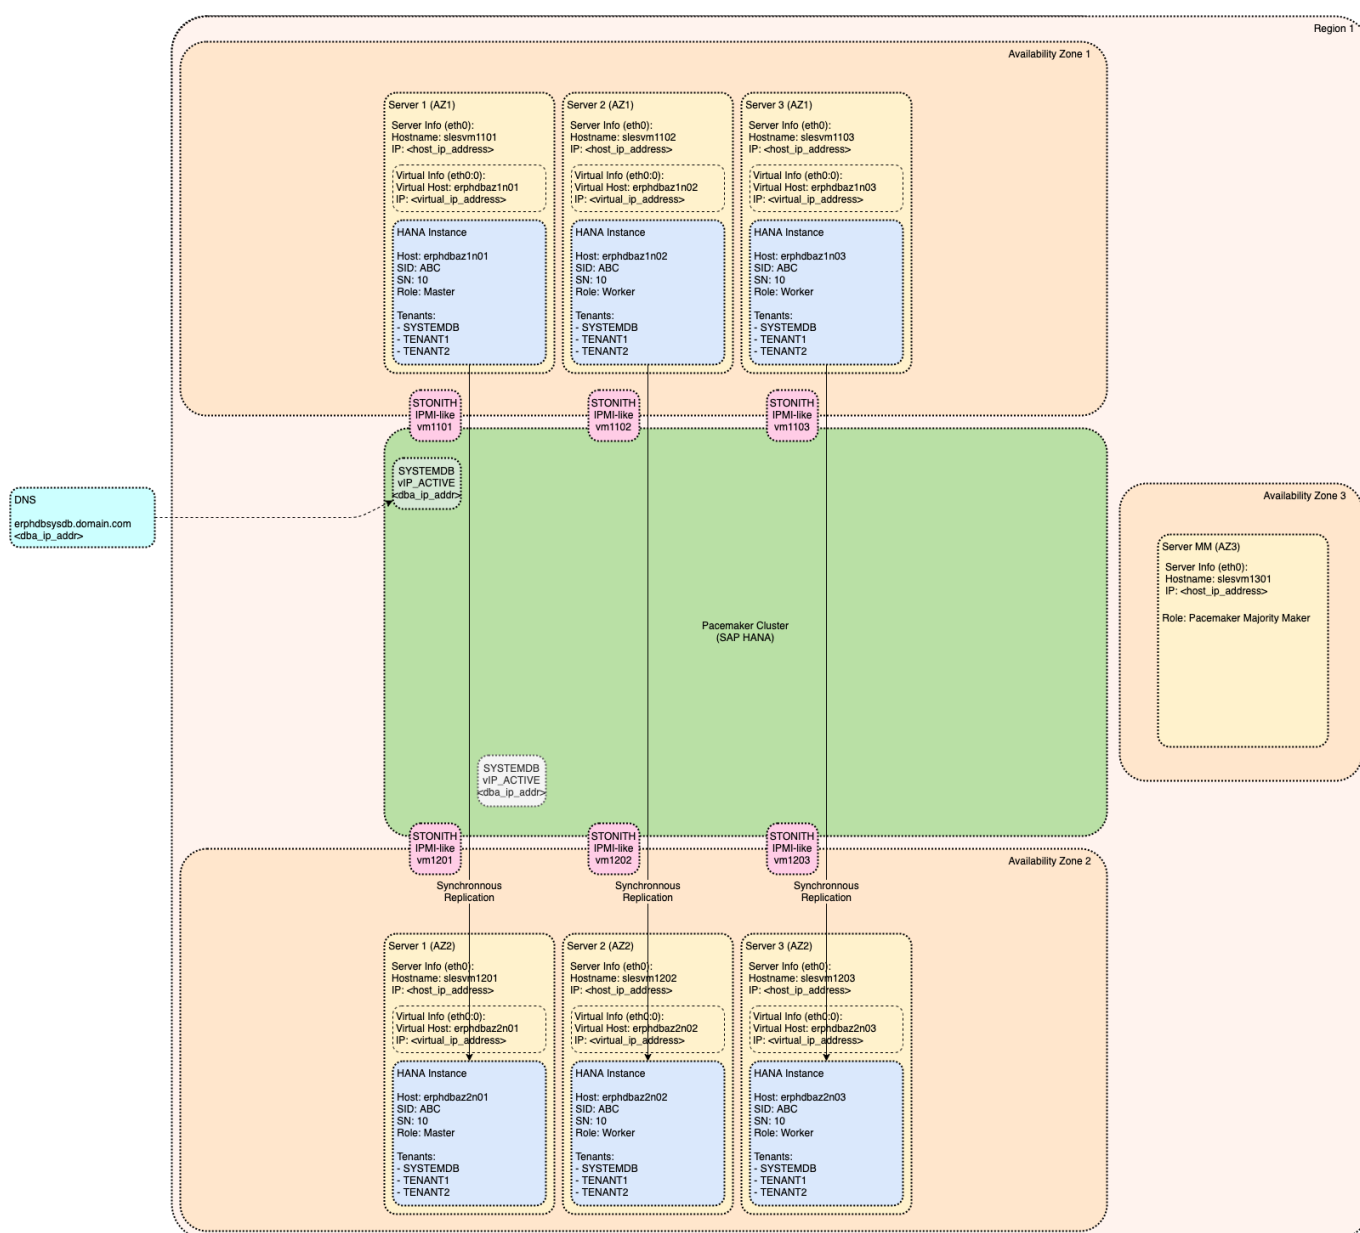 Region 1
Availability Zone 1
Server 1 (AZ1)
Server Info (eth0):
Hostname: slesvm1101
IP: <host_ip_address>
Virtual Info (eth0:0):
Virtual Host: erphdbaz1n01
IP: <virtual_ip_address>
HANA Instance
Host: erphdbaz1n01
SID: ABC
SN: 10
Role: Master
Tenants:
- SYSTEMDB
- TENANT1
- TENANT2
Server 2 (AZ1)
Server Info (eth0):
Hostname: slesvm1102
IP: <host_ip_address>
Virtual Info (eth0:0):
Virtual Host: erphdbaz1n02
IP: <virtual_ip_address>
HANA Instance
Host: erphdbaz1n02
SID: ABC
SN: 10
Role: Worker
Tenants:
- SYSTEMDB
- TENANT1
- TENANT2
Server 3 (AZ1)
Server Info (eth0):
Hostname: slesvm1103
IP: <host_ip_address>
Virtual Info (eth0:0):
Virtual Host: erphdbaz1n03
IP: <virtual_ip_address>
HANA Instance
Host: erphdbaz1n03
SID: ABC
SN: 10
Role: Worker
Tenants:
- SYSTEMDB
- TENANT1
- TENANT2
STONITH
IPMI-like
vm1101
STONITH
IPMI-like
vm1102
STONITH
IPMI-like
vm1103
SYSTEMDB
vIP_ACTIVE
<dba_ip_addr>
DNS
erphdbsysdb.domain.com
<dba_ip_addr>
Pacemaker Cluster
(SAP HANA)
Availability Zone 3
Server MM (AZ3)
Server Info (eth0):
Hostname: slesvm1301
IP: <host_ip_address>
Role: Pacemaker Majority Maker
SYSTEMDB
vIP_ACTIVE
<dba_ip_addr>
STONITH
IPMI-like
vm1201
STONITH
IPMI-like
vm1202
STONITH
IPMI-like
vm1203
Availability Zone 2
Synchronnous
Replication
Synchronnous
Replication
Synchronnous
Replication
Server 1 (AZ2)
Server Info (eth0):
Hostname: slesvm1201
IP: <host_ip_address>
Virtual Info (eth0:0):
Virtual Host: erphdbaz2n01
IP: <virtual_ip_address>
HANA Instance
Host: erphdbaz2n01
SID: ABC
SN: 10
Role: Master
Tenants:
- SYSTEMDB
- TENANT1
- TENANT2
Server 2 (AZ2)
Server Info (eth0):
Hostname: slesvm1202
IP: <host_ip_address>
Virtual Info (eth0:0):
Virtual Host: erphdbaz2n02
IP: <virtual_ip_address>
HANA Instance
Host: erphdbaz2n02
SID: ABC
SN: 10
Role: Worker
Tenants:
- SYSTEMDB
- TENANT1
- TENANT2
Server 3 (AZ2)
Server Info (eth0):
Hostname: slesvm1203
IP: <host_ip_address>
Virtual Info (eth0:0):
Virtual Host: erphdbaz2n03
IP: <virtual_ip_address>
HANA Instance
Host: erphdbaz2n03
SID: ABC
SN: 10
Role: Worker
Tenants:
- SYSTEMDB
- TENANT1
- TENANT2